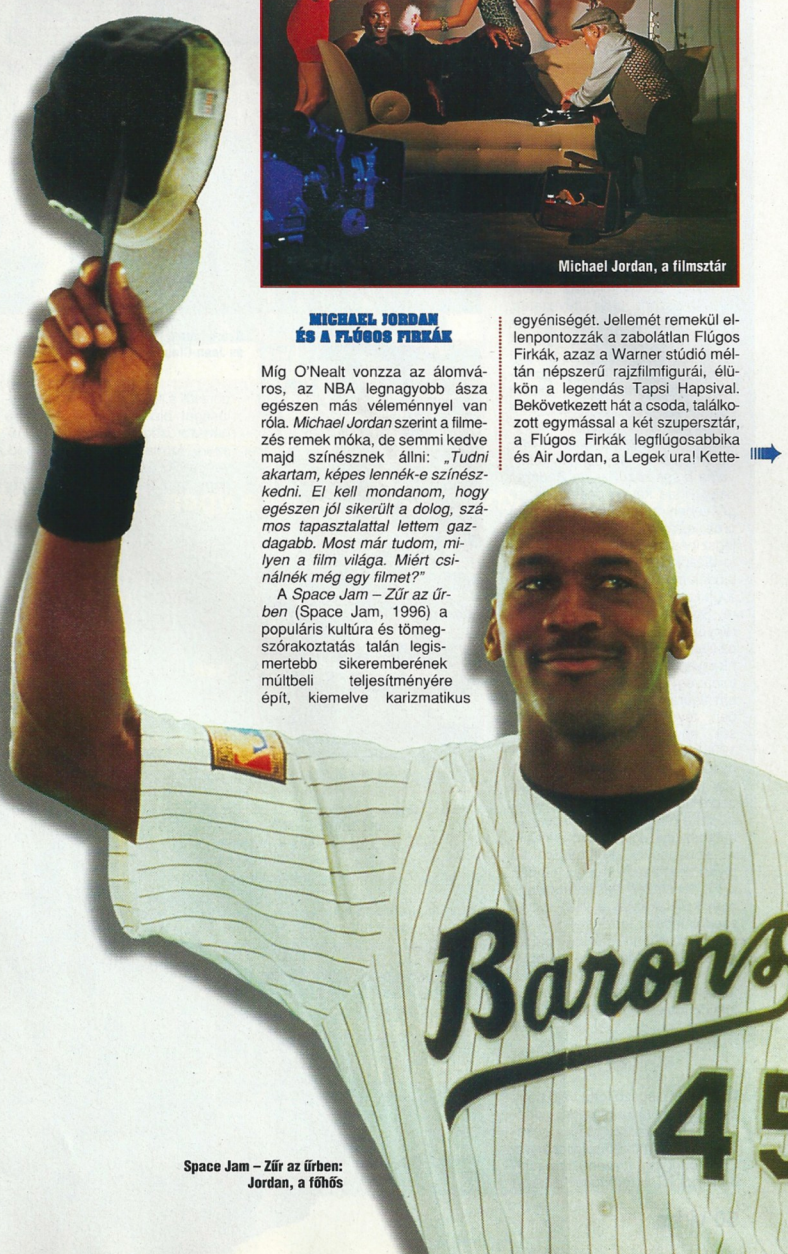 Michael Jordan, a filmsztár
MICHAEL JORDAN
ÉS A FLÚGOS FIRKÁK
Míg O’Nealt vonzza az álomvá-
ros, az NBA legnagyobb ásza
egészen más véleménnyel van
róla. Michael Jordan szerint a filme-
zés remek móka, de semmi kedve
majd színésznek állni: „Tudni
akartam, képes lennék-e színész-
kedni. El kell mondanom, hogy
egészen jól sikerült a dolog, szá-
mos tapasztalattal lettem gaz-
dagabb. Most már tudom, mi-
lyen a film világa. Miért csi-
nálnék még egy filmet?”
A Space Jam – Zűr az űr-
ben (Space Jam, 1996) a
populáris kultúra és tömeg-
szórakoztatás talán legis-
mertebb sikeremberének
múltbeli teljesítményére
épít, kiemelve karizmatikus
egyéniségét. Jellemét remekül el-
lenpontozzák a zabolátlan Flúgos
Firkák, azaz a Warner stúdió mél-
tán népszerű rajzfilmfigurái, élü-
kön a legendás Tapsi Hapsival.
Bekövetkezett hát a csoda, találko-
zott egymással a két szupersztár,
a Flúgos Firkák legflúgosabbika
és Air Jordan, a Legek ura! Kette-
Barons
45
Space Jam – Zűr az űrben:
Jordan, a főhős